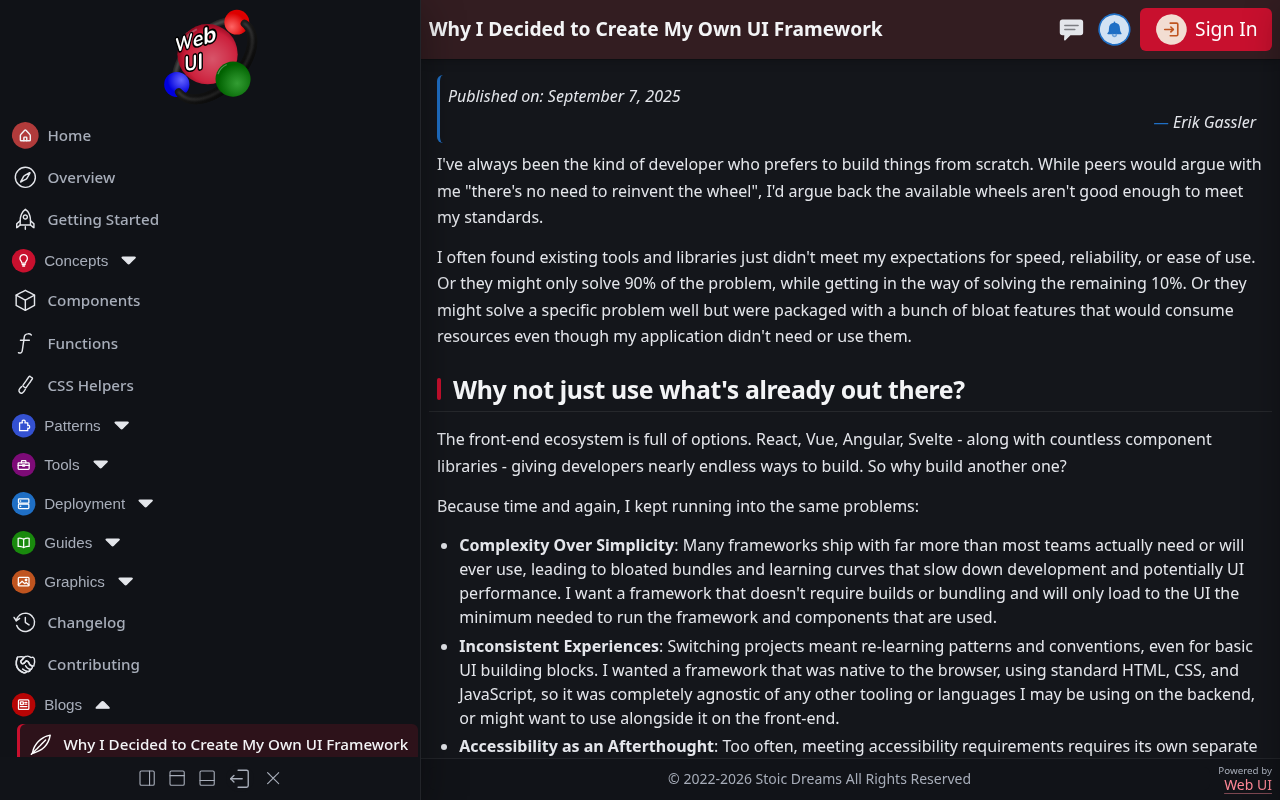 Web
UI
Home
Overview
Getting Started
Concepts
Components
Functions
CSS Helpers
Patterns
Tools
Deployment
Guides
Graphics
Changelog
Contributing
Blogs
Why I Decided to Create My Own UI Framework
Why I Decided to Create My Own UI Framework
Sign In
Published on: September 7, 2025
— Erik Gassler
I've always been the kind of developer who prefers to build things from scratch. While peers would argue with
me "there's no need to reinvent the wheel", I'd argue back the available wheels aren't good enough to meet
my standards.
I often found existing tools and libraries just didn't meet my expectations for speed, reliability, or ease of use.
Or they might only solve 90% of the problem, while getting in the way of solving the remaining 10%. Or they
might solve a specific problem well but were packaged with a bunch of bloat features that would consume
resources even though my application didn't need or use them.
Why not just use what's already out there?
The front-end ecosystem is full of options. React, Vue, Angular, Svelte - along with countless component
libraries - giving developers nearly endless ways to build. So why build another one?
Because time and again, I kept running into the same problems:
• Complexity Over Simplicity: Many frameworks ship with far more than most teams actually need or will
ever use, leading to bloated bundles and learning curves that slow down development and potentially UI
performance. I want a framework that doesn't require builds or bundling and will only load to the UI the
minimum needed to run the framework and components that are used.
• Inconsistent Experiences: Switching projects meant re-learning patterns and conventions, even for basic
UI building blocks. I wanted a framework that was native to the browser, using standard HTML, CSS, and
JavaScript, so it was completely agnostic of any other tooling or languages I may be using on the backend,
or might want to use alongside it on the front-end.
• Accessibility as an Afterthought: Too often, meeting accessibility requirements requires its own separate
© 2022-2026 Stoic Dreams All Rights Reserved
Powered by
Web UI